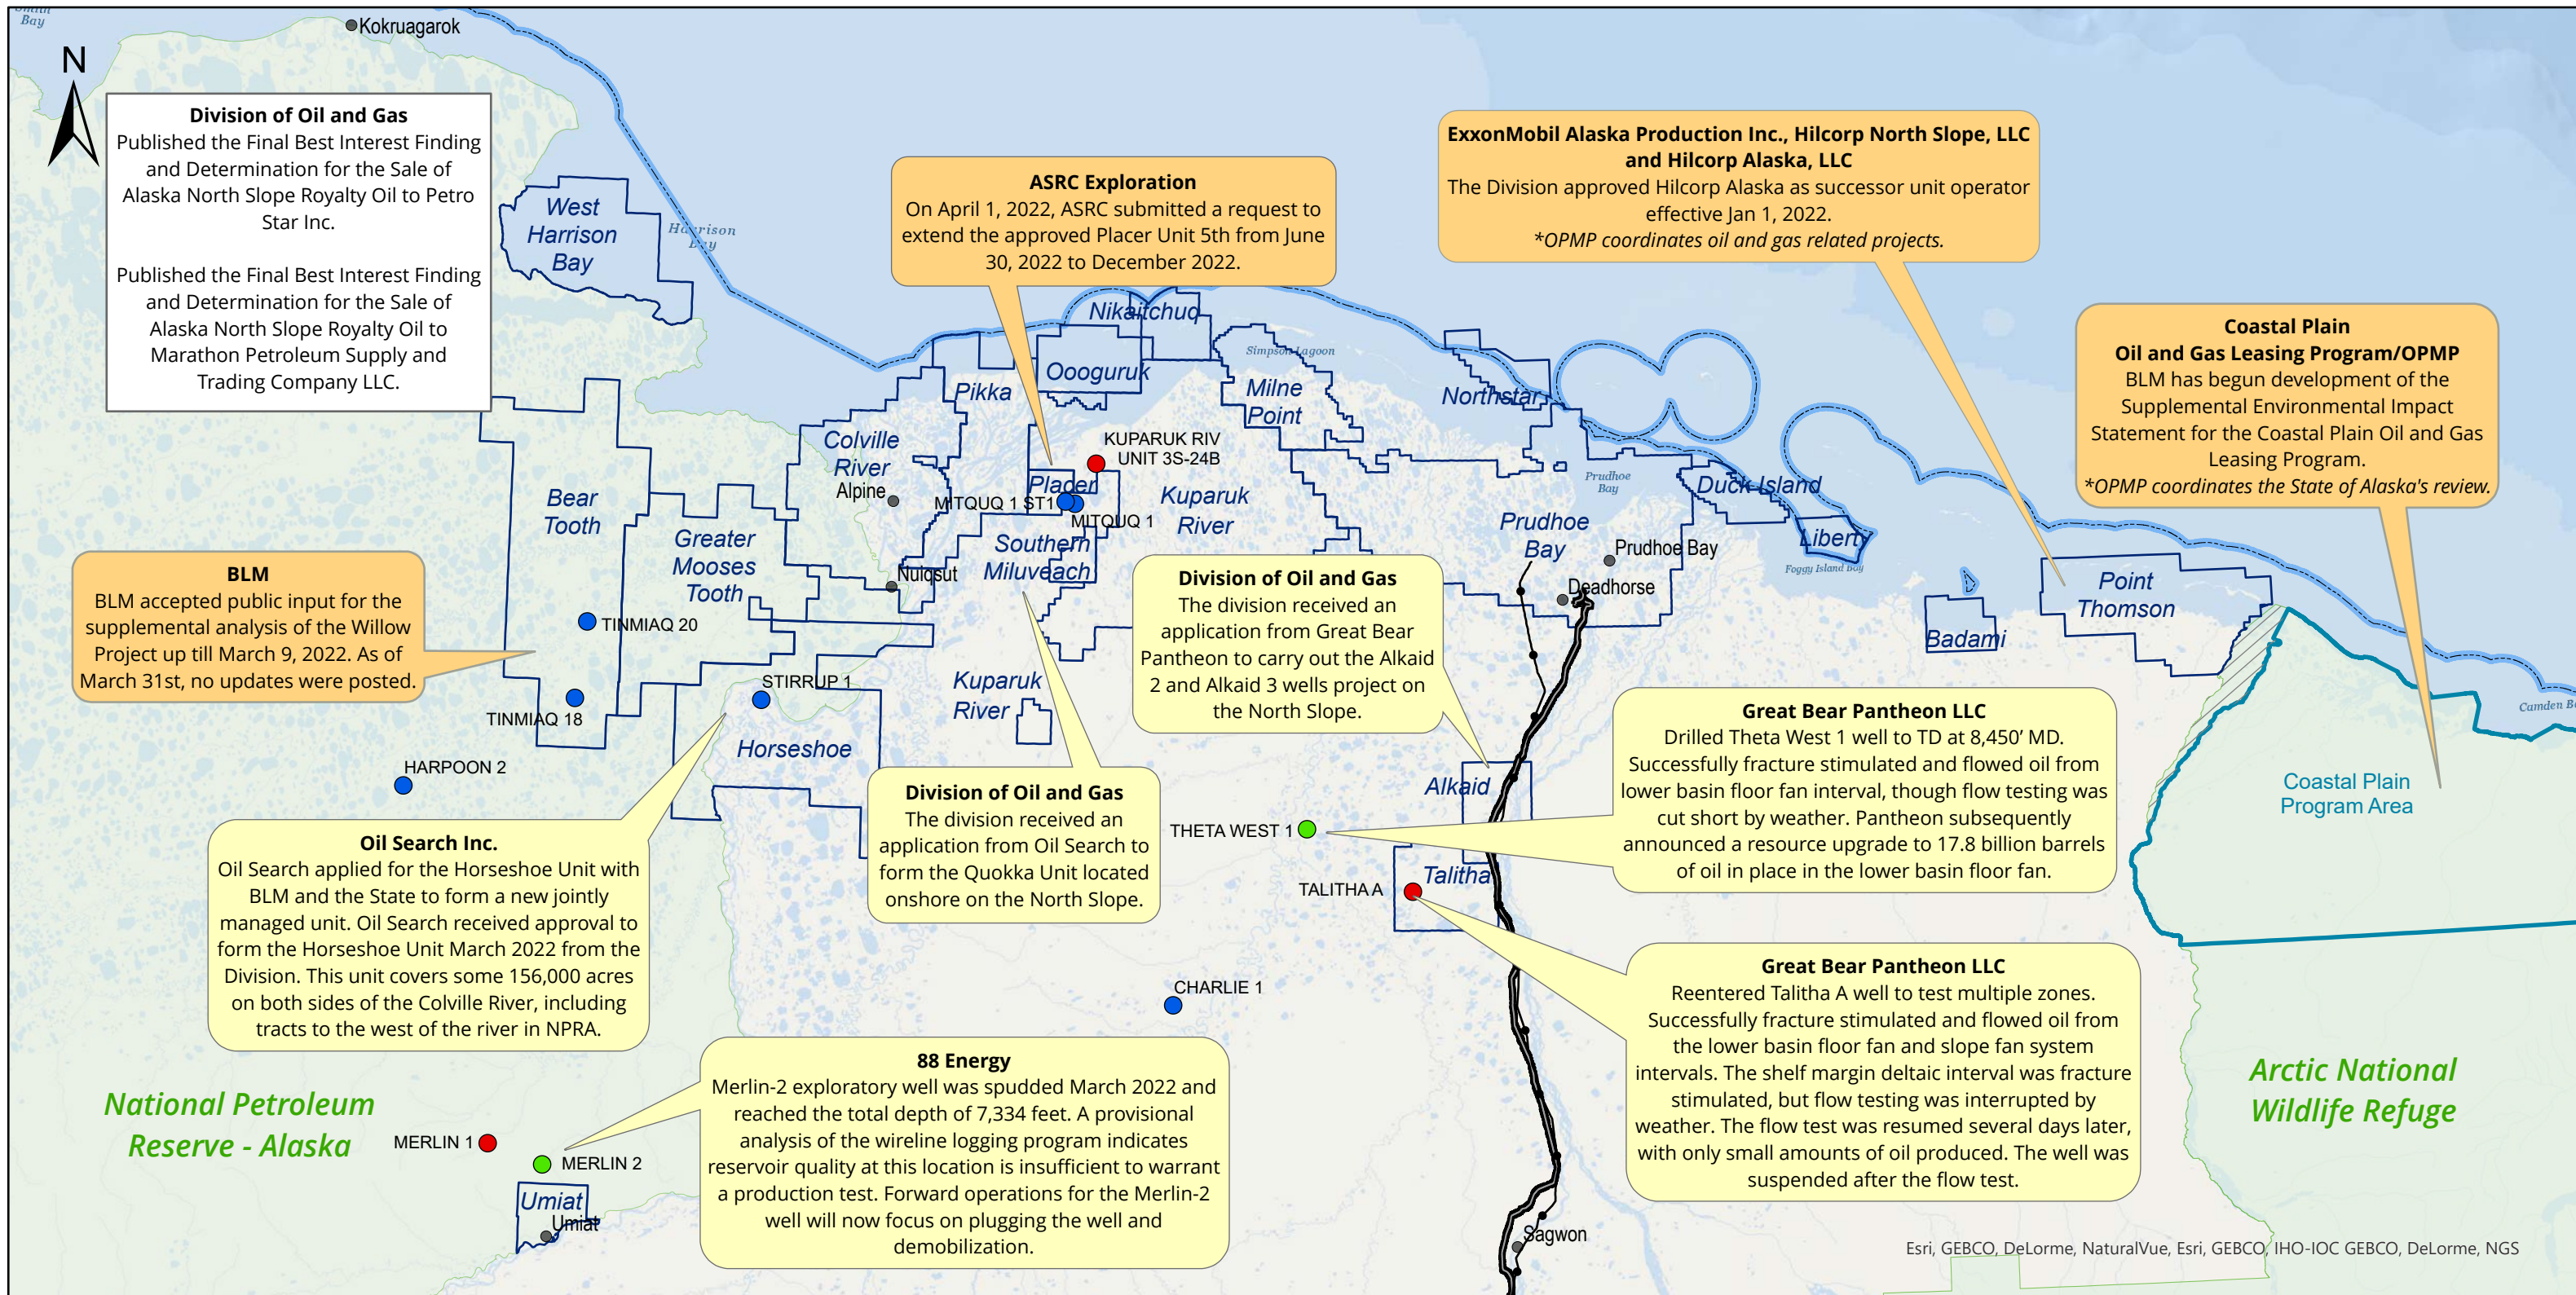 Smith
Bay
Kokruagarok
N
Division of Oil and Gas
Published the Final Best Interest Finding
and Determination for the Sale of
Alaska North Slope Royalty Oil to Petro
Star Inc.
Published the Final Best Interest Finding
and Determination for the Sale of
Alaska North Slope Royalty Oil to
Marathon Petroleum Supply and
Trading Company LLC.
West
Harrison
Bay
Harrison
Bay
ASRC Exploration
On April 1, 2022, ASRC submitted a request to
extend the approved Placer Unit 5th from June
30, 2022 to December 2022.
ExxonMobil Alaska Production Inc., Hilcorp North Slope, LLC
and Hilcorp Alaska, LLC
The Division approved Hilcorp Alaska as successor unit operator
effective Jan 1, 2022.
*OPMP coordinates oil and gas related projects.
Coastal Plain
Oil and Gas Leasing Program/OPMP
BLM has begun development of the
Supplemental Environmental Impact
Statement for the Coastal Plain Oil and Gas
Leasing Program.
*OPMP coordinates the State of Alaska's review.
Nikaitchuq
Oooguruk
Pikka
Simpson Lagoon
Milne
Point
Northstar
Colville
River
Alpine
KUPARUK RIV
UNIT 3S-24B
Placer
MITQUQ 1 ST1
MITQUQ 1
Kuparuk
River
Prudhoe
Bay
Duck Island
Liberty
Foggy Island Bay
Prudhoe
Bay
Prudhoe Bay
Deadhorse
Point
Thomson
Badami
Camden B
Bear
Tooth
Greater
Mooses
Tooth
Southern
Miluveach
Nuiqsut
BLM
BLM accepted public input for the
supplemental analysis of the Willow
Project up till March 9, 2022. As of
March 31st, no updates were posted.
TINMIAQ 20
TINMIAQ 18
STIRRUP 1
Horseshoe
HARPOON 2
Kuparuk
River
Division of Oil and Gas
The division received an
application from Great Bear
Pantheon to carry out the Alkaid
2 and Alkaid 3 wells project on
the North Slope.
Great Bear Pantheon LLC
Drilled Theta West 1 well to TD at 8,450’ MD.
Successfully fracture stimulated and flowed oil from
lower basin floor fan interval, though flow testing was
cut short by weather. Pantheon subsequently
announced a resource upgrade to 17.8 billion barrels
of oil in place in the lower basin floor fan.
Coastal Plain
Program Area
Alkaid
THETA WEST 1
TALITHA A
Talitha
Oil Search Inc.
Oil Search applied for the Horseshoe Unit with
BLM and the State to form a new jointly
managed unit. Oil Search received approval to
form the Horseshoe Unit March 2022 from the
Division. This unit covers some 156,000 acres
on both sides of the Colville River, including
tracts to the west of the river in NPRA.
Division of Oil and Gas
The division received an
application from Oil Search to
form the Quokka Unit located
onshore on the North Slope.
CHARLIE 1
Great Bear Pantheon LLC
Reentered Talitha A well to test multiple zones.
Successfully fracture stimulated and flowed oil from
the lower basin floor fan and slope fan system
intervals. The shelf margin deltaic interval was fracture
stimulated, but flow testing was interrupted by
weather. The flow test was resumed several days later,
with only small amounts of oil produced. The well was
suspended after the flow test.
88 Energy
Merlin-2 exploratory well was spudded March 2022 and
reached the total depth of 7,334 feet. A provisional
analysis of the wireline logging program indicates
reservoir quality at this location is insufficient to warrant
a production test. Forward operations for the Merlin-2
well will now focus on plugging the well and
demobilization.
National Petroleum
Reserve - Alaska
MERLIN 1
MERLIN 2
Umiat
Umiat
Sagwon
Arctic National
Wildlife Refuge
Esri, GEBCO, DeLorme, NaturalVue, Esri, GEBCO, IHO-IOC GEBCO, DeLorme, NGS